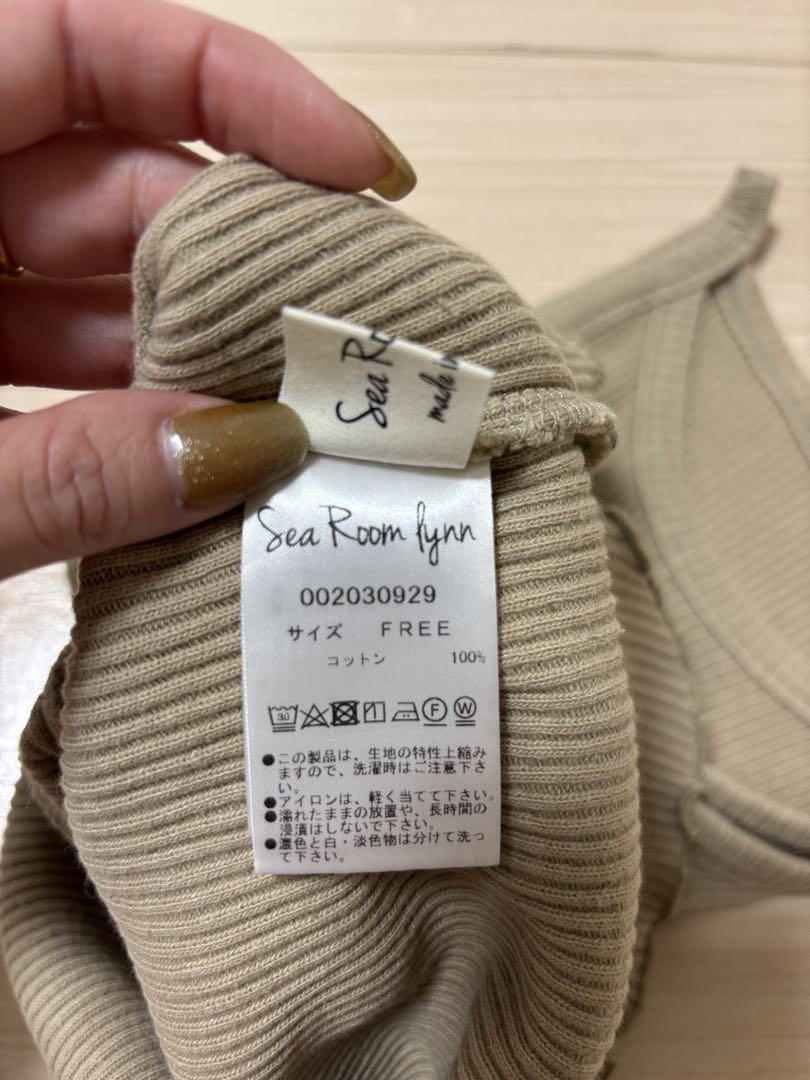 Sea Ro
made in
Sea Room lynn
002030929
サイズ FREE
コットン 100%
30 F W
●この製品は、生地の特性上縮み
ますので、洗濯時はご注意下さ
い。
●アイロンは、軽く当てて下さい。
●濡れたままの放置や、長時間の
浸漬はしないで下さい。
●濃色と白・淡色物は分けて洗っ
て下さい。